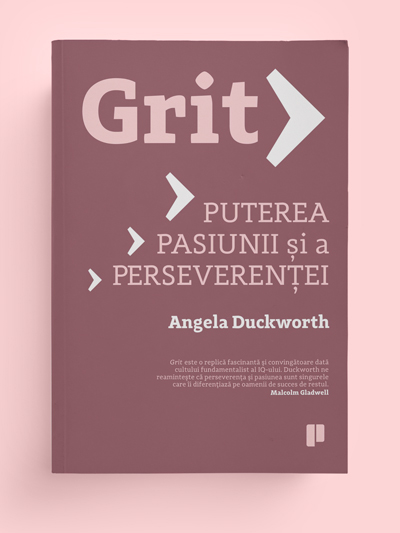 Grit
PUTEREA
PASIUNII și a
PERSEVERENȚEI
Angela Duckworth
Grit este o replică fascinantă și convingătoare dată
cultului fundamentalist al IQ-ului. Duckworth ne
reamintește că perseverența și pasiunea sunt singurele
care îi diferențiază pe oamenii de succes de restul.
Malcolm Gladwell